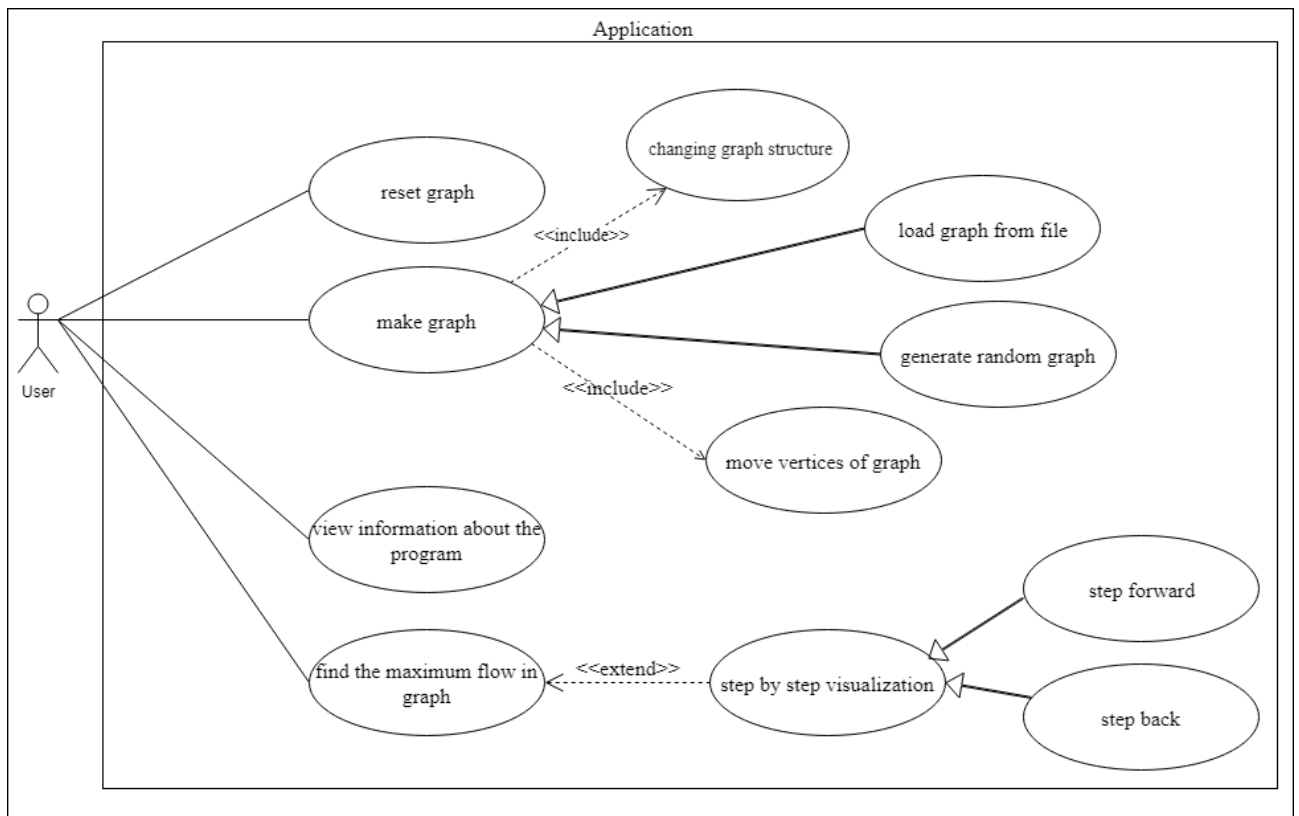 Application
changing graph structure
reset graph
load graph from file
<<include>>
make graph
generate random graph
User
<<include>>
move vertices of graph
view information about the
program
step forward
find the maximum flow in
graph
<<extend>>
step by step visualization
step back